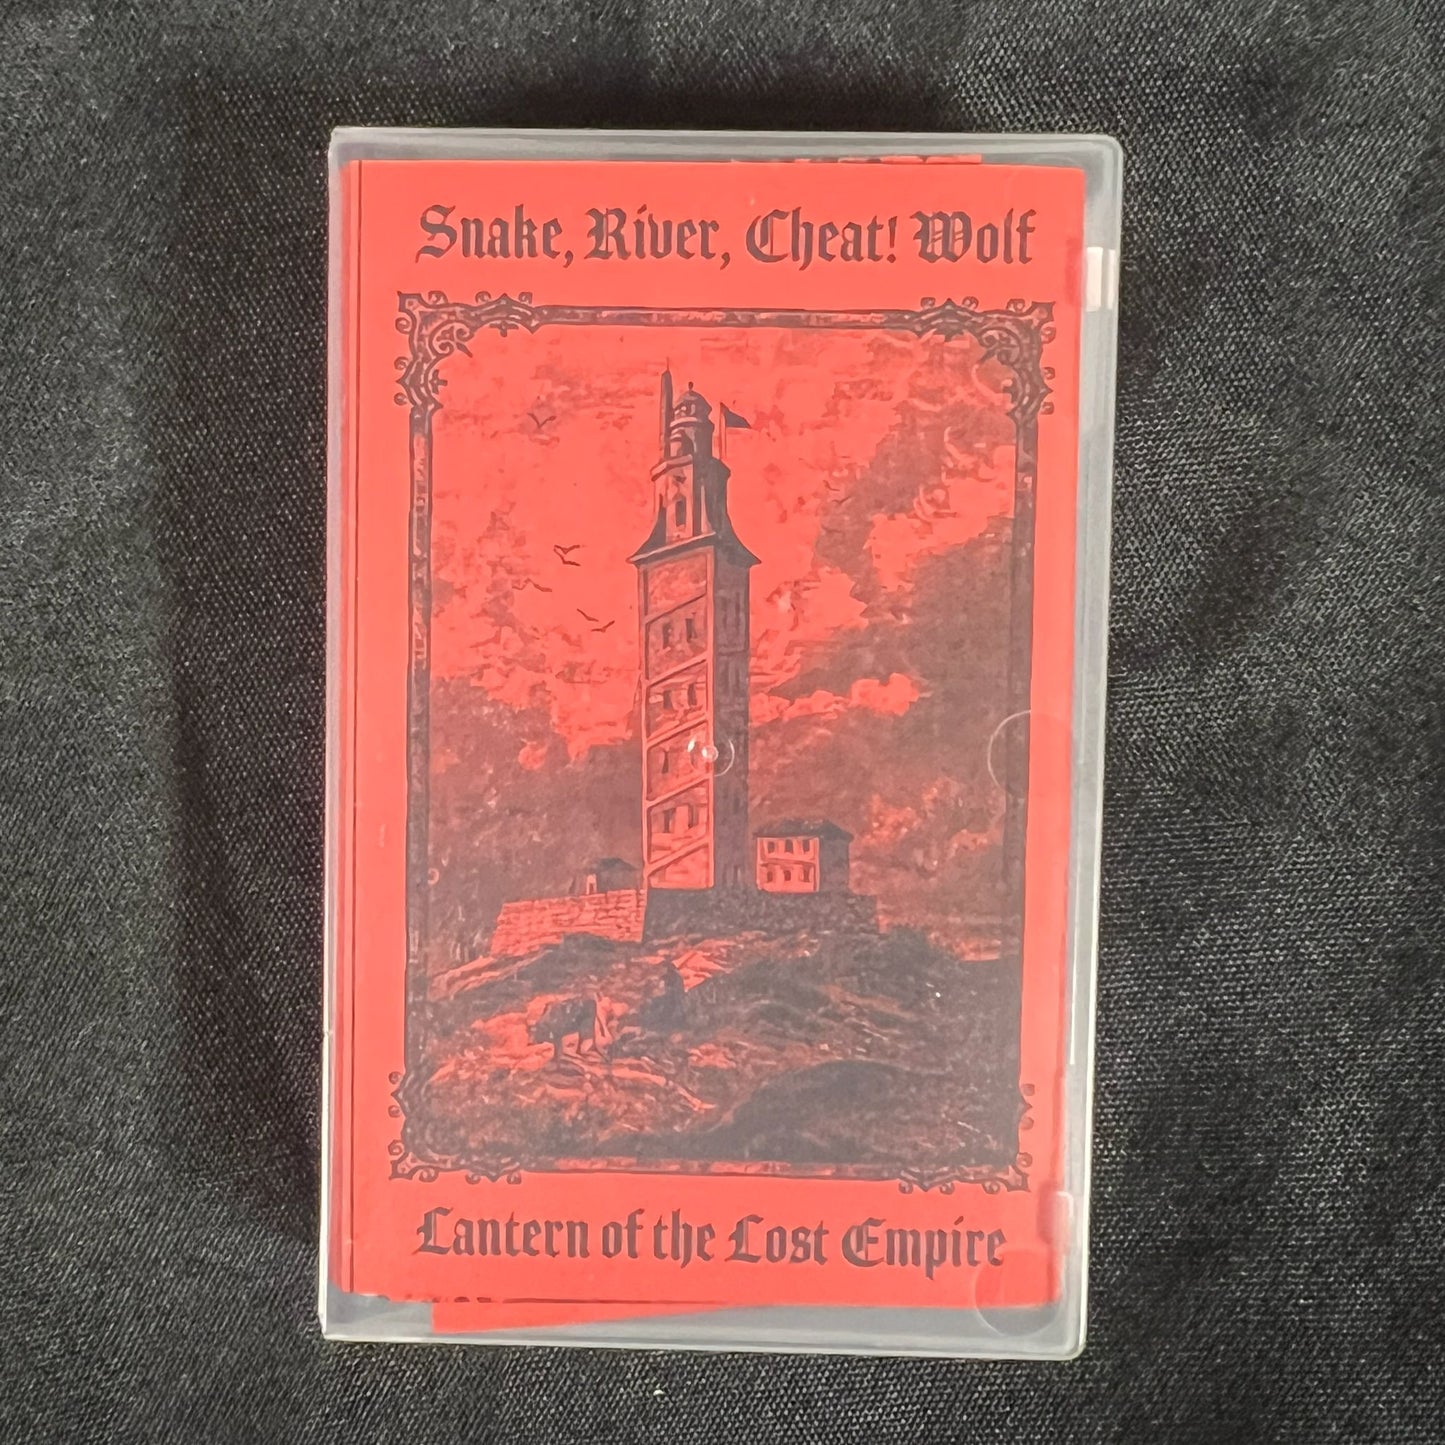 Snake, River, Cheat! Wolf
Lantern of the Lost Empire